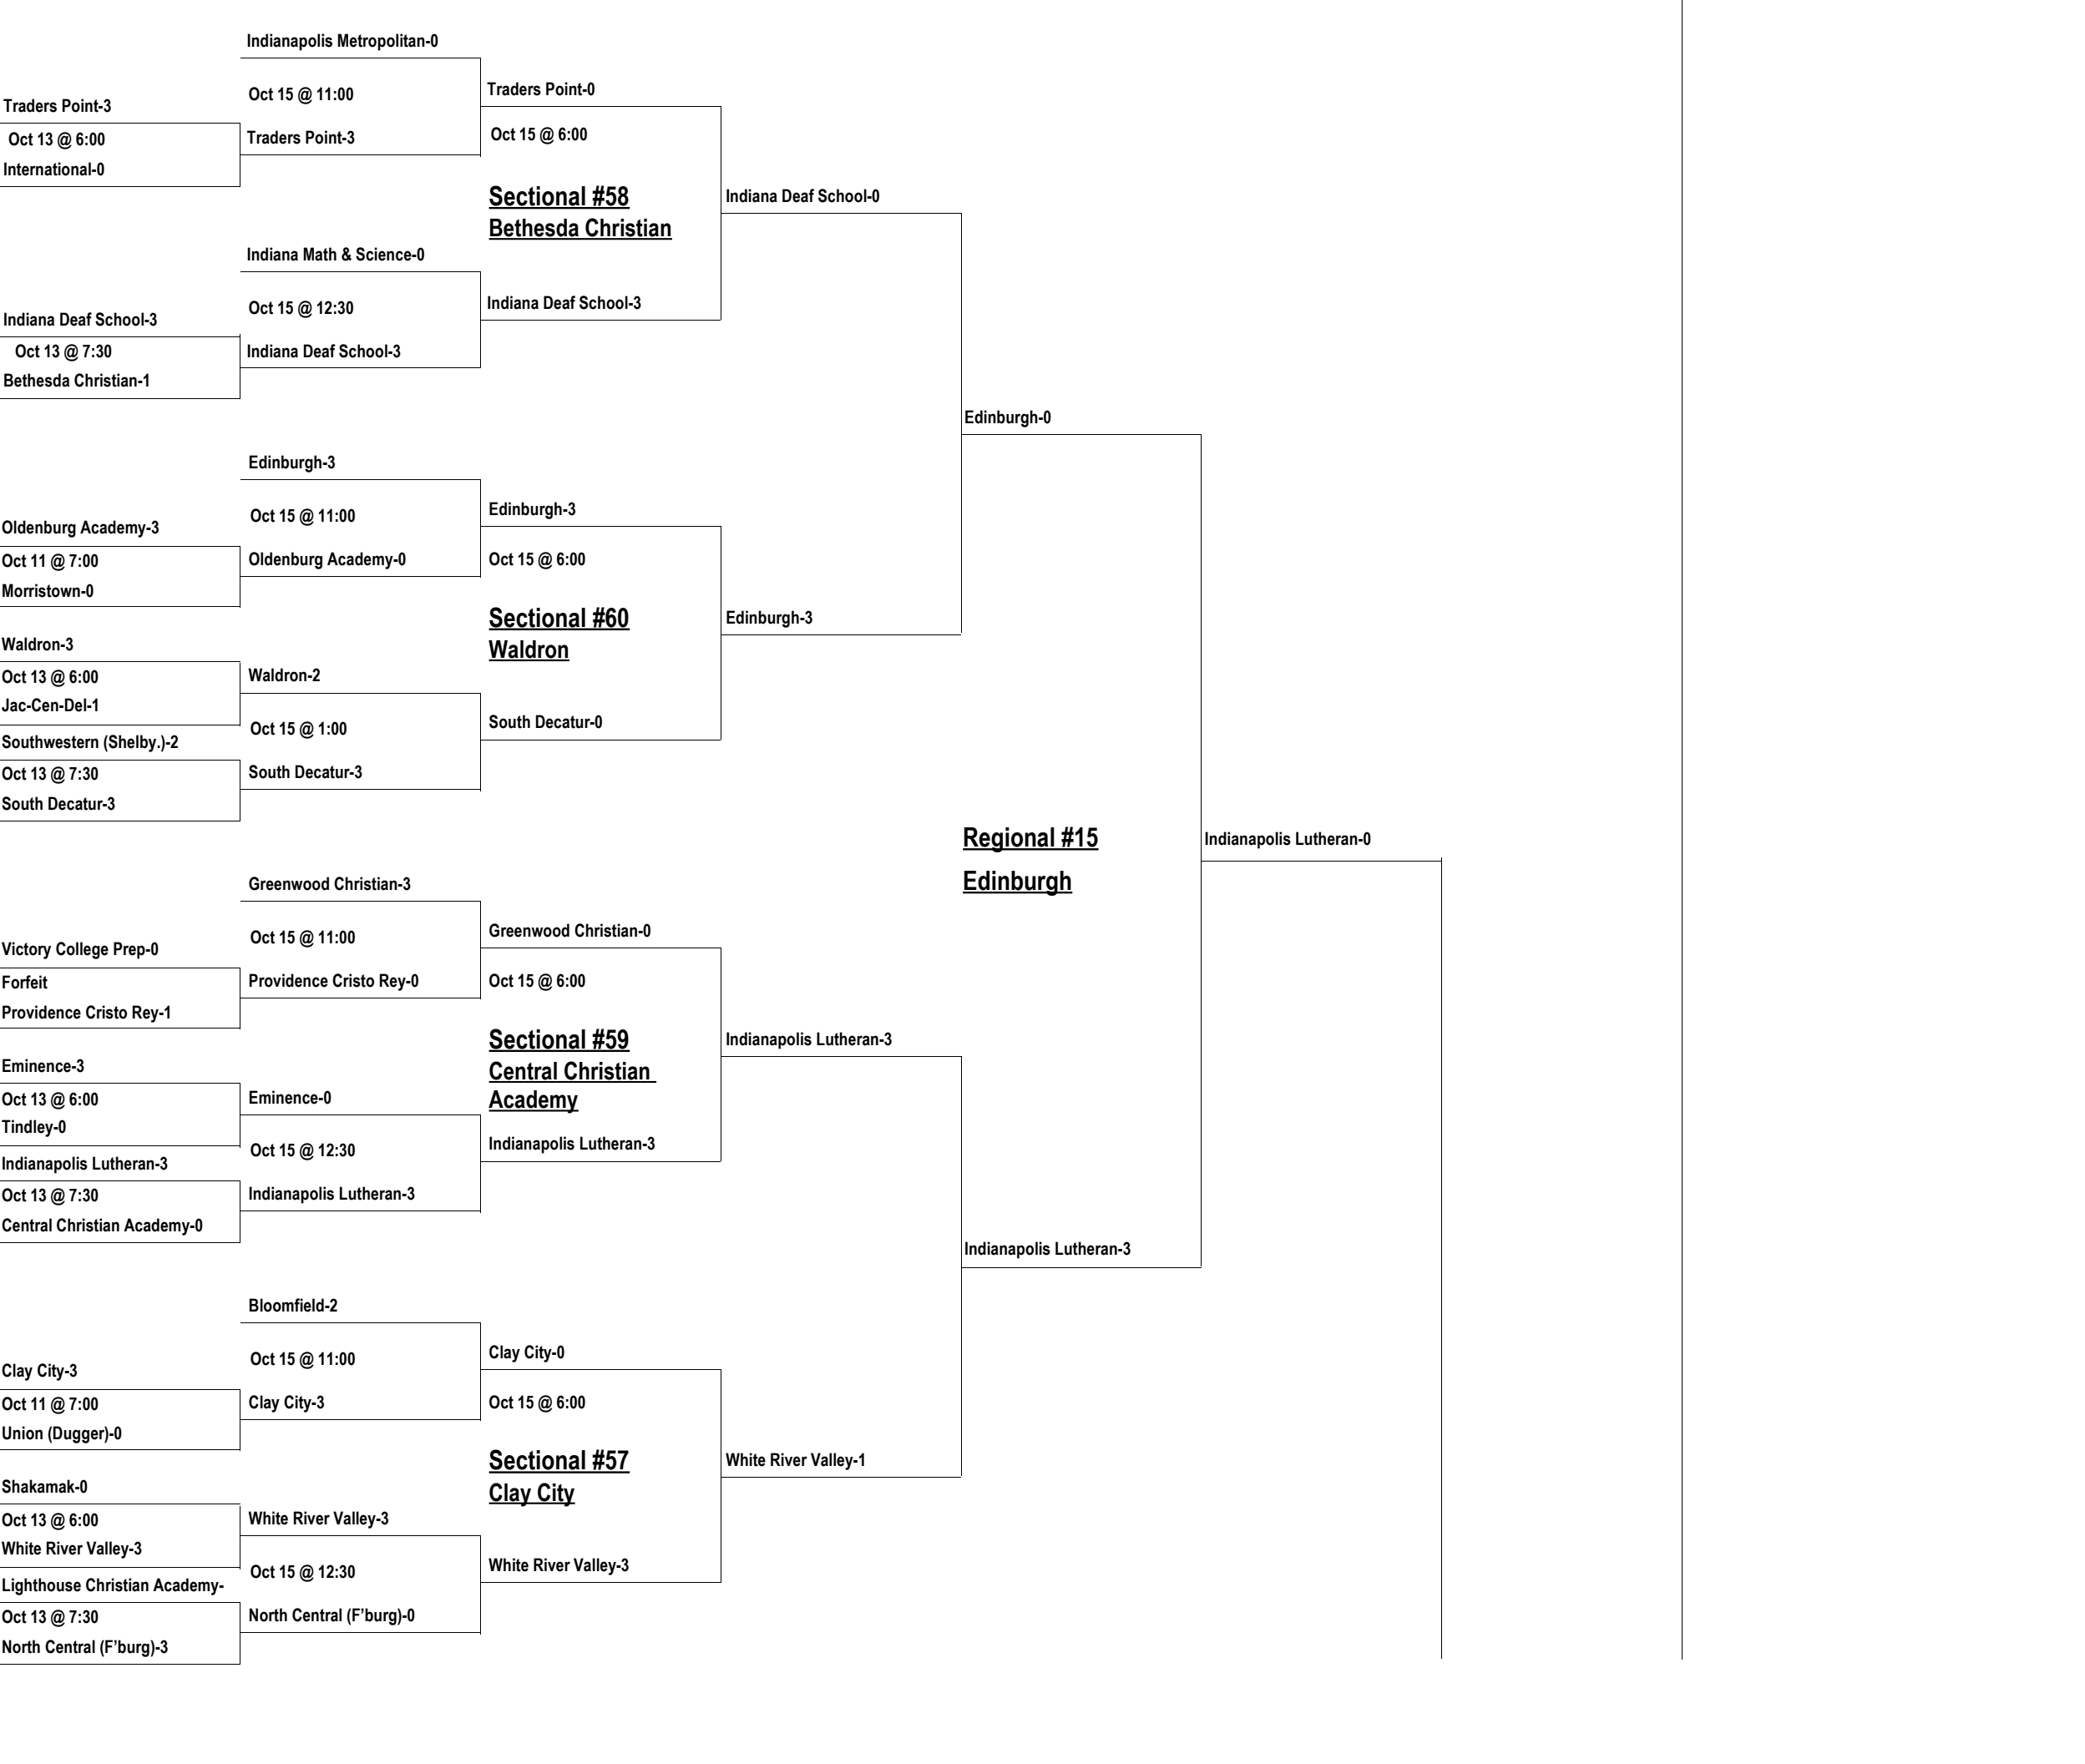 Indianapolis Metropolitan-0
Traders Point-3
Oct 13 @ 6:00
International-0
Oct 15 @ 11:00
Traders Point-3
Traders Point-0
Oct 15 @ 6:00
Sectional #58
Bethesda Christian
Indiana Deaf School-0
Indiana Math & Science-0
Indiana Deaf School-3
Oct 13 @ 7:30
Bethesda Christian-1
Oct 15 @ 12:30
Indiana Deaf School-3
Indiana Deaf School-3
Edinburgh-0
Edinburgh-3
Oldenburg Academy-3
Oct 11 @ 7:00
Morristown-0
Oct 15 @ 11:00
Oldenburg Academy-0
Edinburgh-3
Oct 15 @ 6:00
Sectional #60
Waldron
Edinburgh-3
Waldron-3
Oct 13 @ 6:00
Jac-Cen-Del-1
Southwestern (Shelby.)-2
Oct 13 @ 7:30
South Decatur-3
Waldron-2
Oct 15 @ 1:00
South Decatur-3
South Decatur-0
Regional #15
Edinburgh
Indianapolis Lutheran-0
Greenwood Christian-3
Victory College Prep-0
Forfeit
Providence Cristo Rey-1
Oct 15 @ 11:00
Providence Cristo Rey-0
Greenwood Christian-0
Oct 15 @ 6:00
Sectional #59
Central Christian
Academy
Indianapolis Lutheran-3
Eminence-3
Oct 13 @ 6:00
Tindley-0
Indianapolis Lutheran-3
Oct 13 @ 7:30
Central Christian Academy-0
Eminence-0
Oct 15 @ 12:30
Indianapolis Lutheran-3
Indianapolis Lutheran-3
Indianapolis Lutheran-3
Bloomfield-2
Clay City-3
Oct 11 @ 7:00
Union (Dugger)-0
Oct 15 @ 11:00
Clay City-3
Clay City-0
Oct 15 @ 6:00
Sectional #57
Clay City
White River Valley-1
Shakamak-0
Oct 13 @ 6:00
White River Valley-3
Lighthouse Christian Academy-
Oct 13 @ 7:30
North Central (F'burg)-3
White River Valley-3
Oct 15 @ 12:30
North Central (F'burg)-0
White River Valley-3